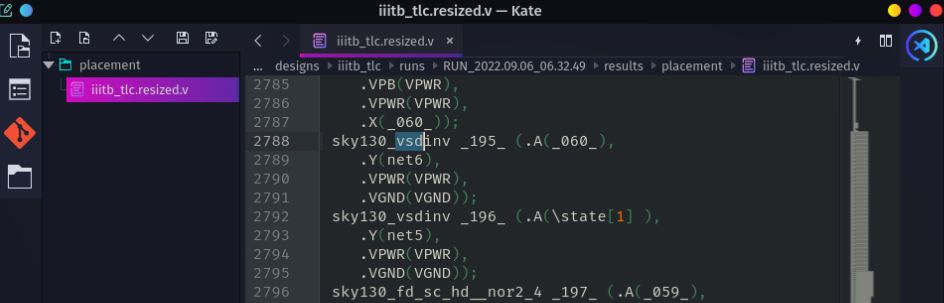 iiitb_tlc.resized.v — Kate
iiitb_tlc.resized.v
... designs iiitb_tlc runs RUN_2022.09.06_06.32.49 results placement iiitb_tlc.resized.v
placement
iiitb_tlc.resized.v
2785 .VPB(VPWR),
2786 .VPWR(VPWR),
2787 .X(_060_));
2788 sky130_vsdinv _195_ (.A(_060_),
2789 .Y(net6),
2790 .VPWR(VPWR),
2791 .VGND(VGND));
2792 sky130_vsdinv _196_ (.A(\state[1] ),
2793 .Y(net5),
2794 .VPWR(VPWR),
2795 .VGND(VGND));
2796 sky130_fd_sc_hd__nor2_4 _197_ (.A(_059_),